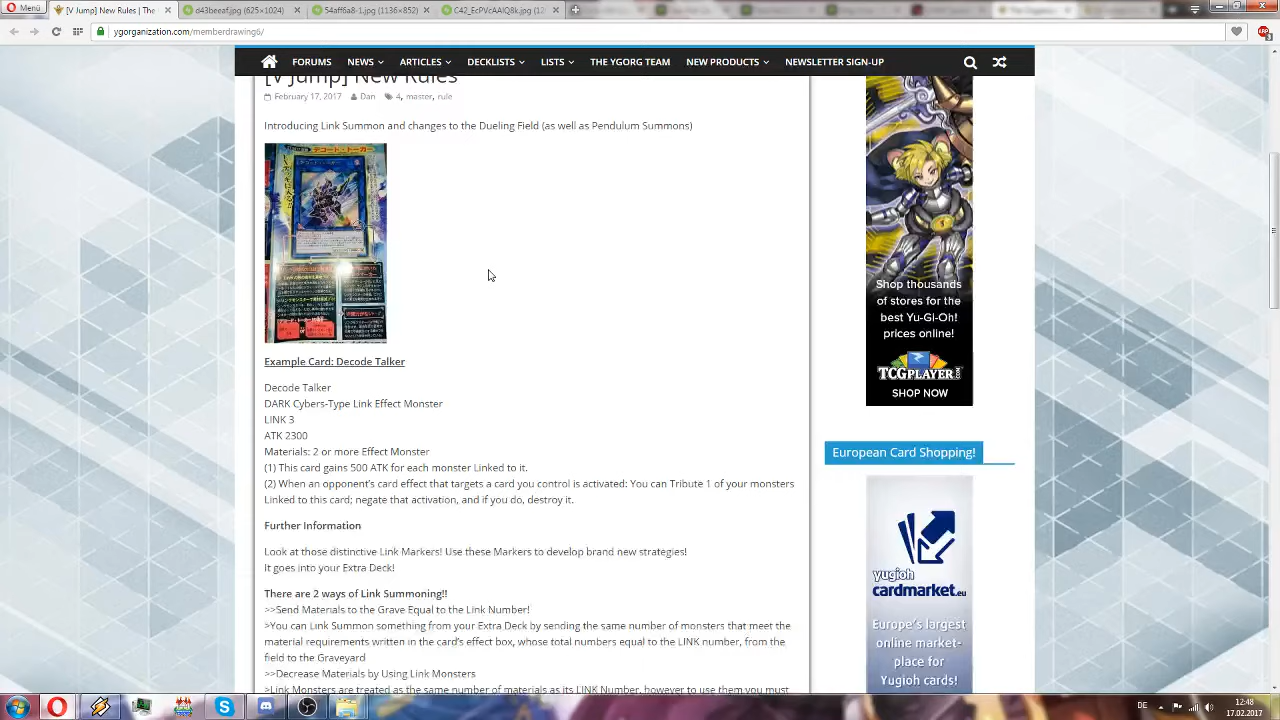 Menü
[V Jump] New Rules | The
d43beeaf.jpg (625×1024)
54aff6a8-1.jpg (1136×852)
C42_EcPVcAAlQ8k.jpg (12
ygorganization.com/memberdrawing6/
FORUMS NEWS ARTICLES DECKLISTS LISTS THE YGORG TEAM NEW PRODUCTS NEWSLETTER SIGN-UP
[V Jump] New Rules
February 17, 2017 Dan 4, master, rule
Introducing Link Summon and changes to the Dueling Field (as well as Pendulum Summons)
Example Card: Decode Talker
Decode Talker
DARK Cybers-Type Link Effect Monster
LINK 3
ATK 2300
Materials: 2 or more Effect Monster
(1) This card gains 500 ATK for each monster Linked to it.
(2) When an opponent's card effect that targets a card you control is activated: You can Tribute 1 of your monsters
Linked to this card; negate that activation, and if you do, destroy it.
Further Information
Look at those distinctive Link Markers! Use these Markers to develop brand new strategies!
It goes into your Extra Deck!
There are 2 ways of Link Summoning!!
>>Send Materials to the Grave Equal to the Link Number!
>You can Link Summon something from your Extra Deck by sending the same number of monsters that meet the
material requirements written in the card's effect box, whose total numbers equal to the LINK number, from the
field to the Graveyard
>>Decrease Materials by Using Link Monsters
>Link Monsters are treated as the same number of materials as its LINK Number, however to use them you must
Shop thousands
of stores for the
best Yu-Gi-Oh!
prices online!
TCGPLAYER.COM
SHOP NOW
European Card Shopping!
yugioh
cardmarket.eu
Europe's largest
online market-
place for
Yugioh cards!
DE
12:48
17.02.2017